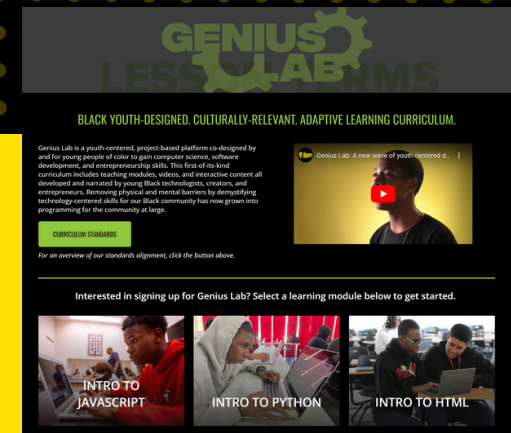 GENIUS
LAB
LESSON TERMS
BLACK YOUTH-DESIGNED. CULTURALLY-RELEVANT. ADAPTIVE LEARNING CURRICULUM.
Genius Lab is a youth-centered, project-based platform co-designed by
and for young people of color to gain computer science, software
development, and entrepreneurship skills. This first-of-its-kind
curriculum includes teaching modules, videos, and interactive content all
developed and narrated by young Black technologists, creators, and
entrepreneurs. Removing physical and mental barriers by demystifying
technology-centered skills for our Black community has now grown into
programming for the community at large.
Genius Lab: A new wave of youth-centered d...
CURRICULUM STANDARDS
For an overview of our standards alignment, click the button above.
Interested in signing up for Genius Lab? Select a learning module below to get started.
INTRO TO
JAVASCRIPT
INTRO TO PYTHON
INTRO TO HTML